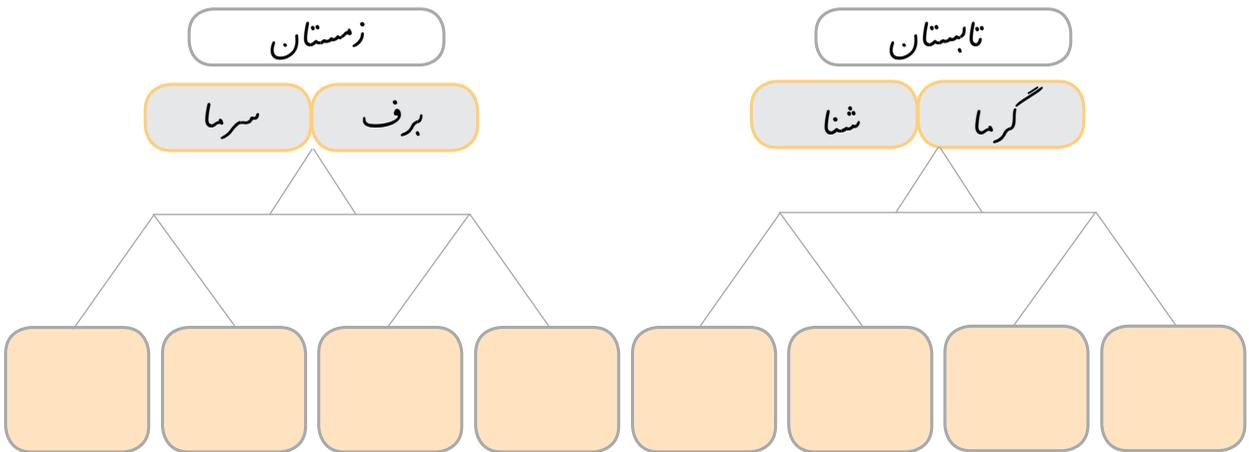 تابستان
زمستان
گرما
شنا
برف
سرما